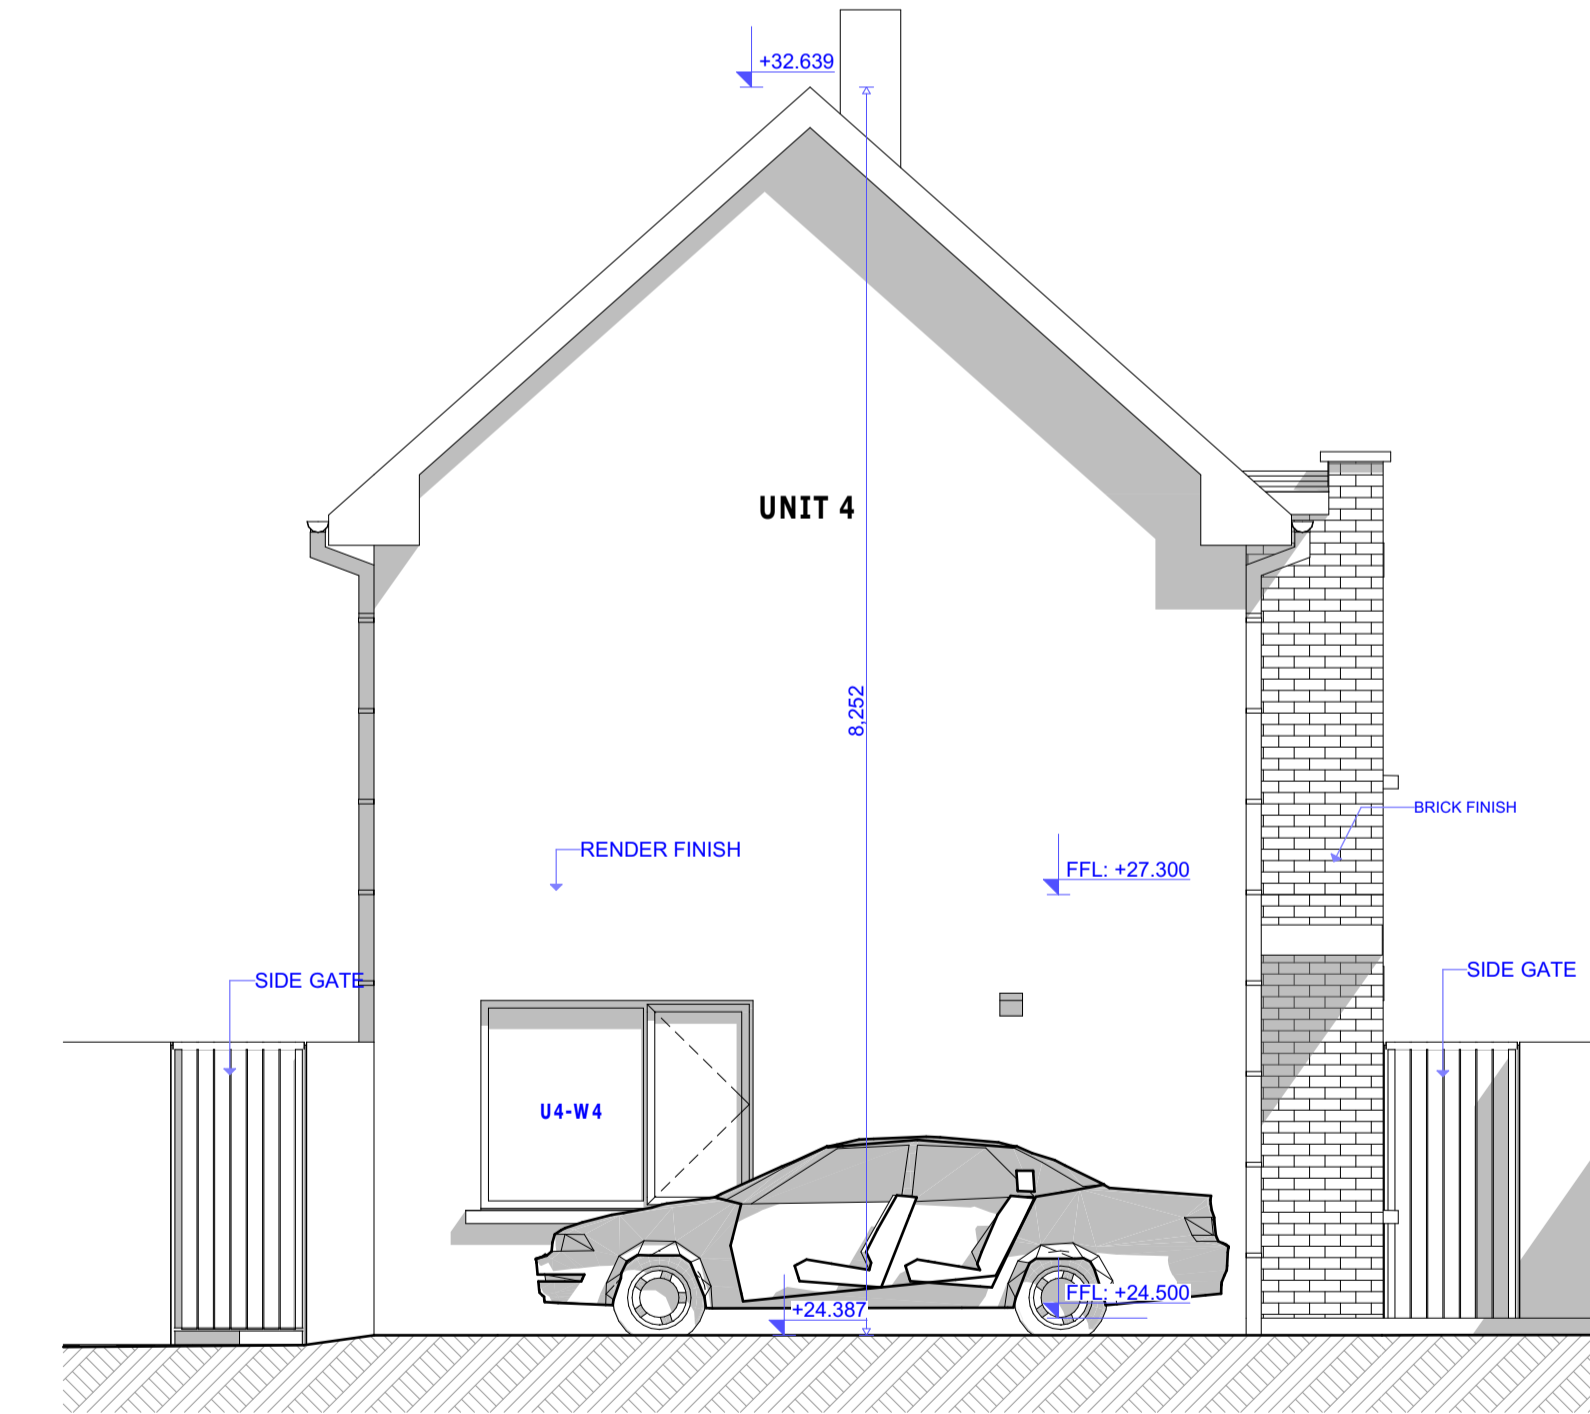 +32.639
UNIT 4
8,252
BRICK FINISH
RENDER FINISH
FFL: +27.300
SIDE GATE
SIDE GATE
U4-W4
FFL: +24.500
+24.387